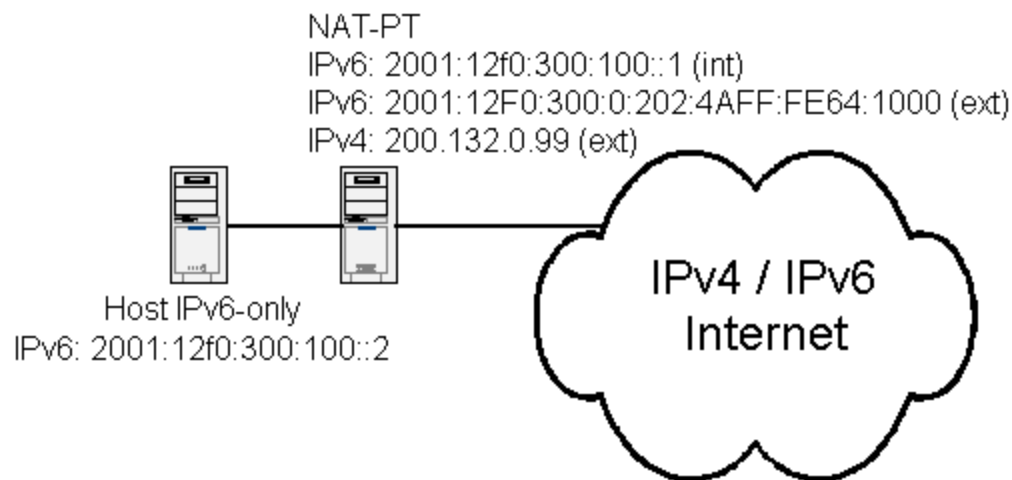 NAT-PT
IPv6: 2001:12f0:300:100::1 (int)
IPv6: 2001:12F0:300:0:202:4AFF:FE64:1000 (ext)
IPv4: 200.132.0.99 (ext)
Host IPv6-only
IPv6: 2001:12f0:300:100::2
IPv4 / IPv6
Internet